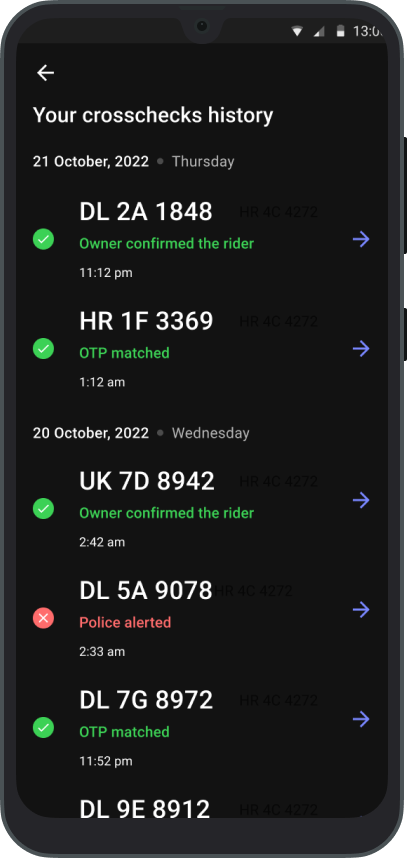 13:0
Your crosschecks history
21 October, 2022 • Thursday
DL 2A 1848 HR 4C 4272
Owner confirmed the rider
11:12 pm
HR 1F 3369 HR 4C 4272
OTP matched
1:12 am
20 October, 2022 • Wednesday
UK 7D 8942 HR 4C 4272
Owner confirmed the rider
2:42 am
DL 5A 9078 HR 4C 4272
Police alerted
2:33 am
DL 7G 8972 HR 4C 4272
OTP matched
11:52 pm
DL 9E 8912 HR 4C 4272